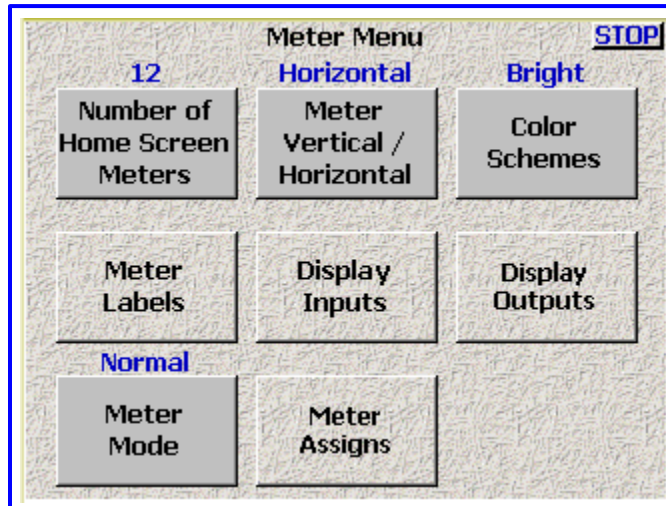 Meter Menu
STOP
12
Horizontal
Bright
Number of
Home Screen
Meters
Meter
Vertical /
Horizontal
Color
Schemes
Meter
Labels
Display
Inputs
Display
Outputs
Normal
Meter
Mode
Meter
Assigns